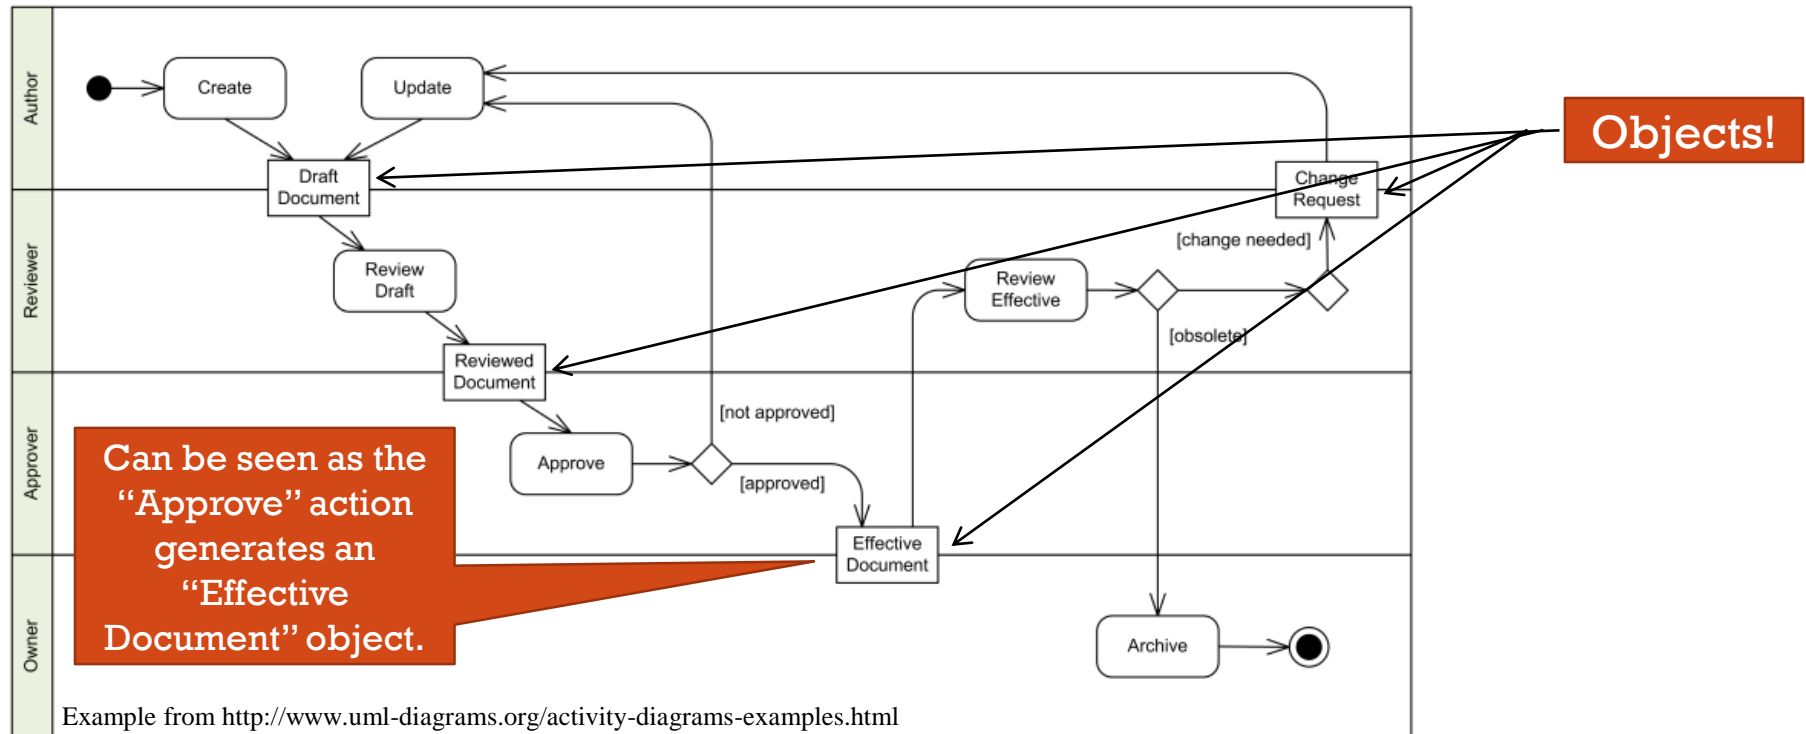 Author
Create
Update
Objects!
Draft
Document
Change
Request
Reviewer
[change needed]
Review
Draft
Review
Effective
[obsolete]
Reviewed
Document
Approver
[not approved]
Approve
[approved]
Can be seen as the
“Approve” action
generates an
“Effective
Document” object.
Effective
Document
Owner
Archive
Example from http://www.uml-diagrams.org/activity-diagrams-examples.html